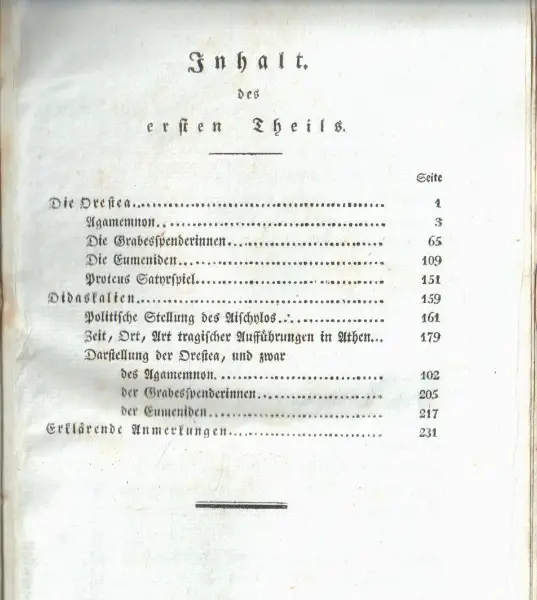 Inhalt.
des
ersten Theils.
Seite
Die Orestea 1
Agamemnon 3
Die Grabesspenderinnen 65
Die Eumeniden 109
Proteus Satyrspiel 151
Didaskalien 159
Politische Stellung des Aischylos 161
Zeit, Ort, Art tragischer Aufführungen in Athen 179
Darstellung der Orestea, und zwar
des Agamemnon 102
der Grabesspenderinnen 205
der Eumeniden 217
Erklärende Anmerkungen 231